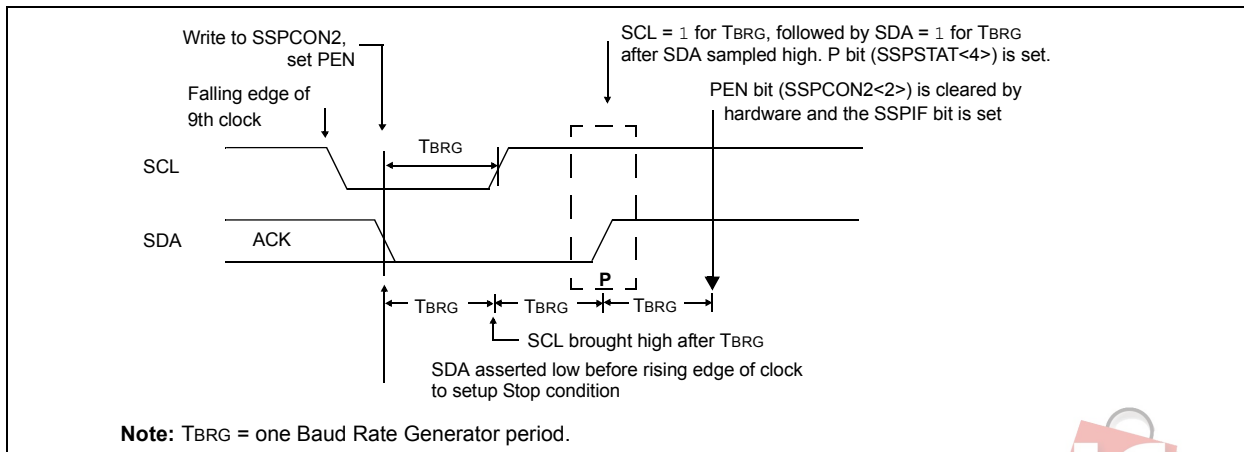 Write to SSPCON2,
set PEN
SCL = 1 for TBRG, followed by SDA = 1 for TBRG
after SDA sampled high. P bit (SSPSTAT<4>) is set.
Falling edge of
9th clock
PEN bit (SSPCON2<2>) is cleared by
hardware and the SSPIF bit is set
TBRG
SCL
SDA
ACK
P
TBRG
TBRG
TBRG
SCL brought high after TBRG
SDA asserted low before rising edge of clock
to setup Stop condition
Note: TBRG = one Baud Rate Generator period.